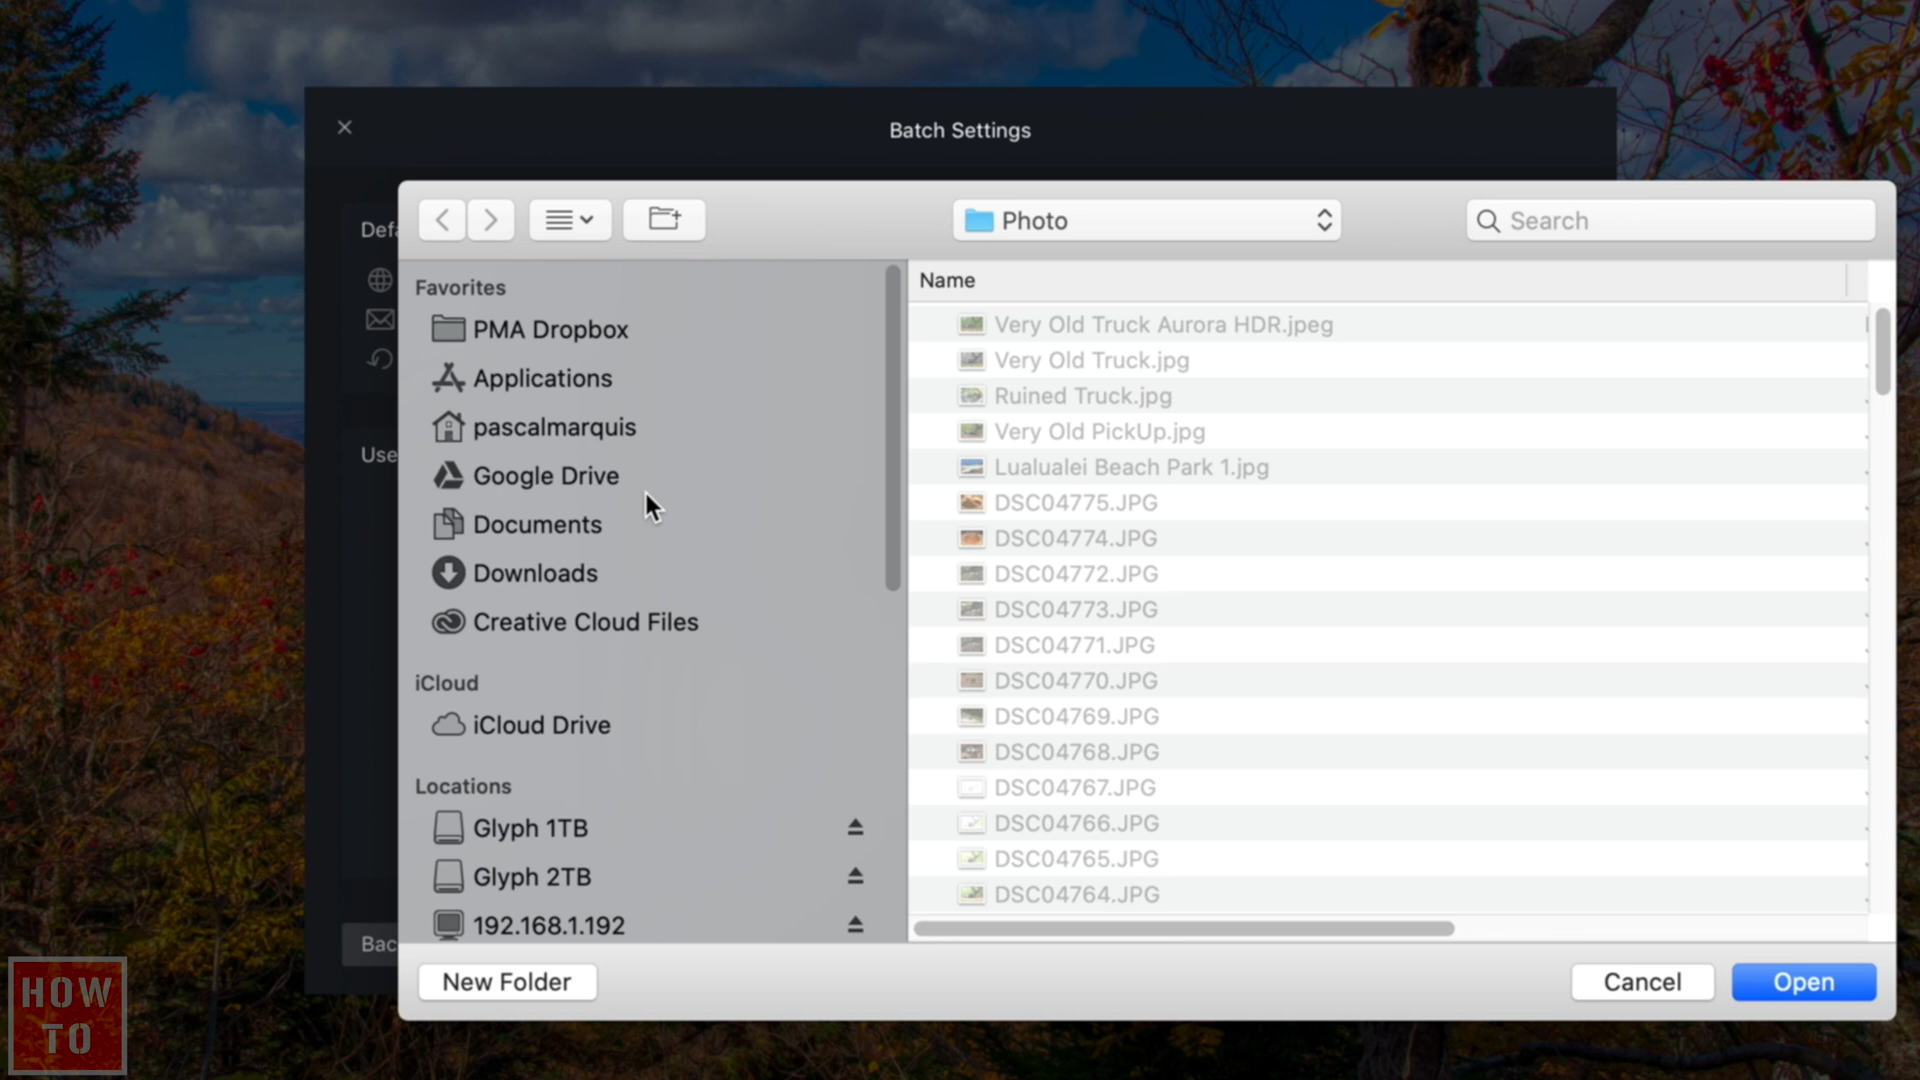 Batch Settings
Defa
Use
Bac
Photo
Search
Favorites
PMA Dropbox
Applications
pascalmarquis
Google Drive
Documents
Downloads
Creative Cloud Files
iCloud
iCloud Drive
Locations
Glyph 1TB
Glyph 2TB
192.168.1.192
Name
Very Old Truck Aurora HDR.jpeg
Very Old Truck.jpg
Ruined Truck.jpg
Very Old PickUp.jpg
Lualualei Beach Park 1.jpg
DSC04775.JPG
DSC04774.JPG
DSC04772.JPG
DSC04773.JPG
DSC04771.JPG
DSC04770.JPG
DSC04769.JPG
DSC04768.JPG
DSC04767.JPG
DSC04766.JPG
DSC04765.JPG
DSC04764.JPG
New Folder
Cancel
Open
HOW
TO